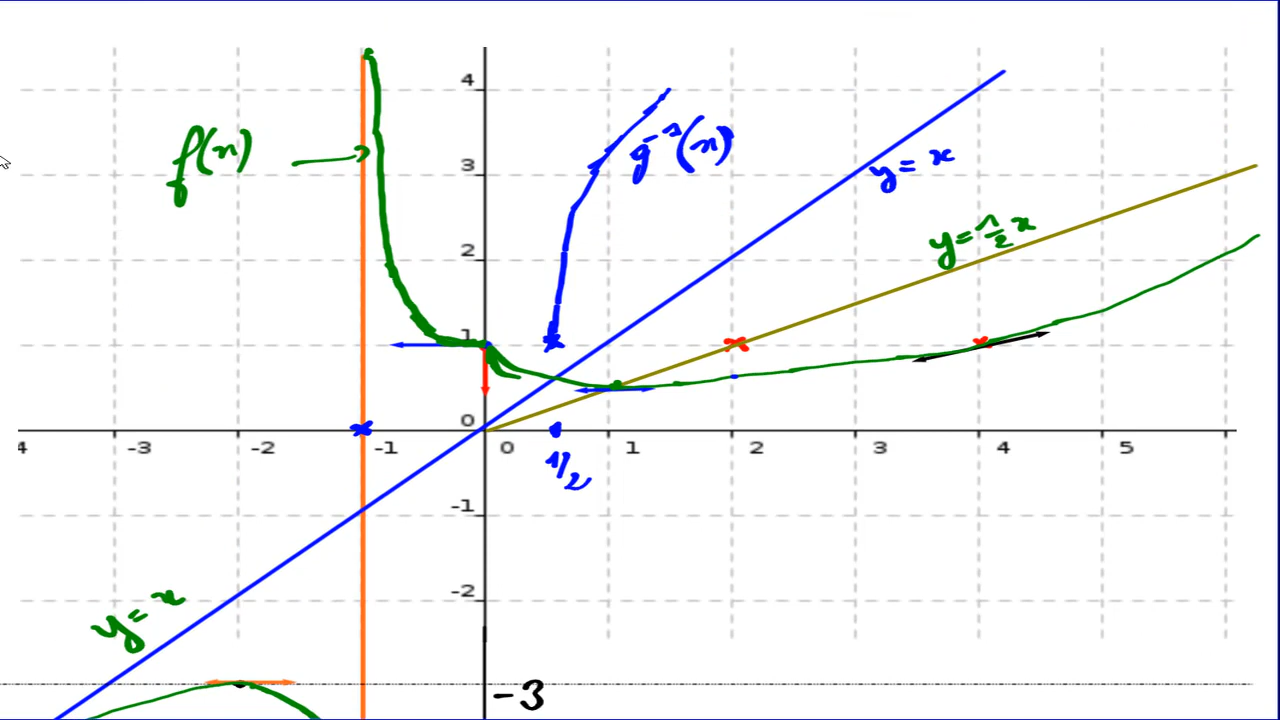 4
f(x)
g⁻¹(x)
3
y = x
y = 1/2 x
2
1
0
4 -3 -2 -1 0 1 2 3 4 5
1/2
-1
-2
y = x
-3